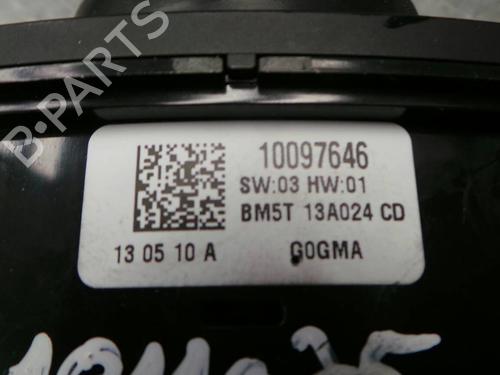 B-PARTS
10097646
SW:03 HW:01
BM5T 13A024 CD
13 05 10 A
G0GMA